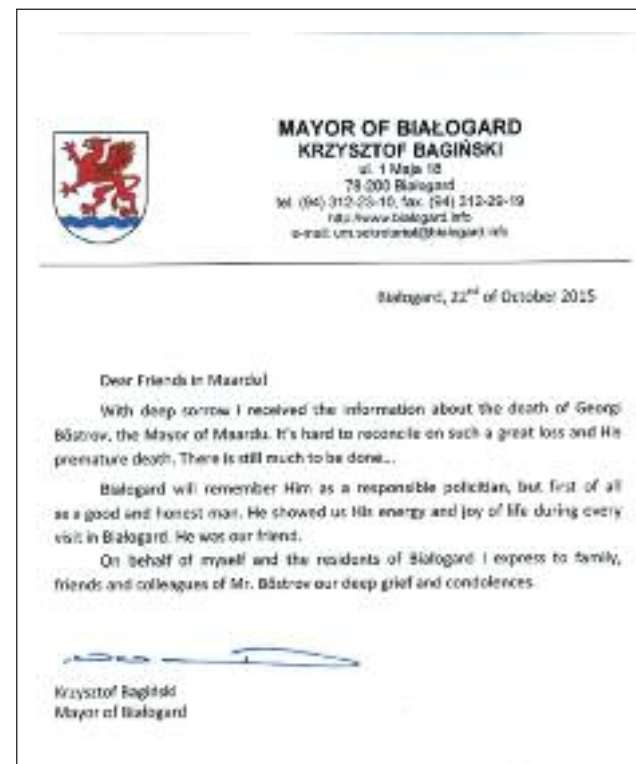 MAYOR OF BIAŁOGARD
KRZYSZTOF BAGIŃSKI
ul. 1 Maja 18
78-200 Białogard
tel. (94) 312-23-10, fax. (94) 312-29-19
http://www.bialogard.info
e-mail: um.sekretariat@bialogard.info
Białogard, 22nd of October 2015
Dear Friends in Maardu!
With deep sorrow I received the information about the death of Georgi
Bõstrov, the Mayor of Maardu. It's hard to reconcile on such a great loss and His
premature death. There is still much to be done...
Białogard will remember Him as a responsible policitian, but first of all
as a good and honest man. He showed us His energy and joy of life during every
visit in Białogard. He was our friend.
On behalf of myself and the residents of Białogard I express to family,
friends and colleagues of Mr. Bõstrov our deep grief and condolences
Krzysztof Bagiński
Mayor of Białogard